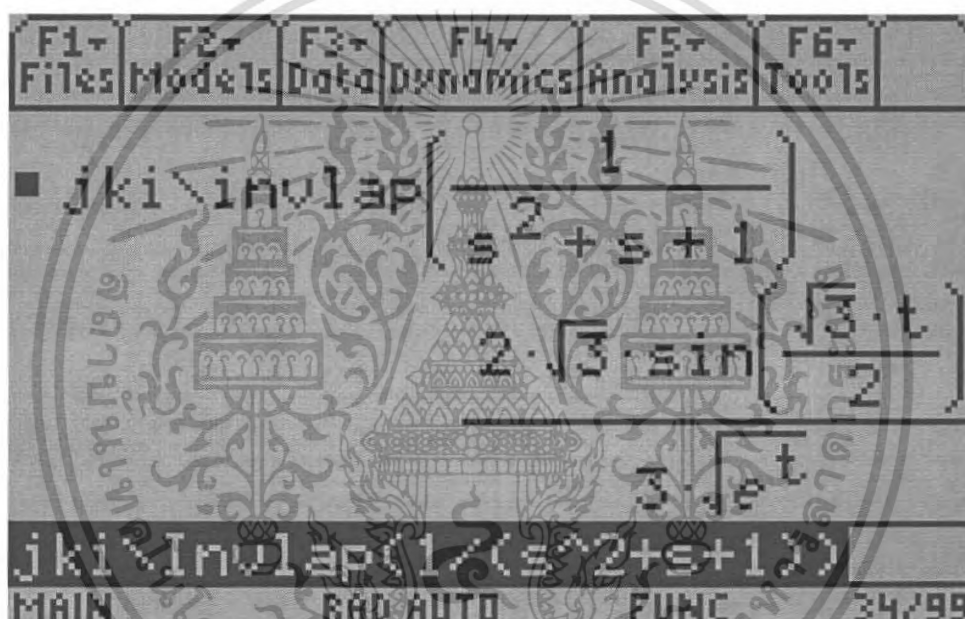 F1 Files F2 Models F3 Data F4 Dynamics F5 Analysis F6 Tools
jki\invlap(1/(s^2 + s + 1))
2·√3·sin(√3·t/2)/(3·√e^t)
jki\Invlap(1/(s^2+s+1))
MAIN RAD AUTO FUNC 34/99